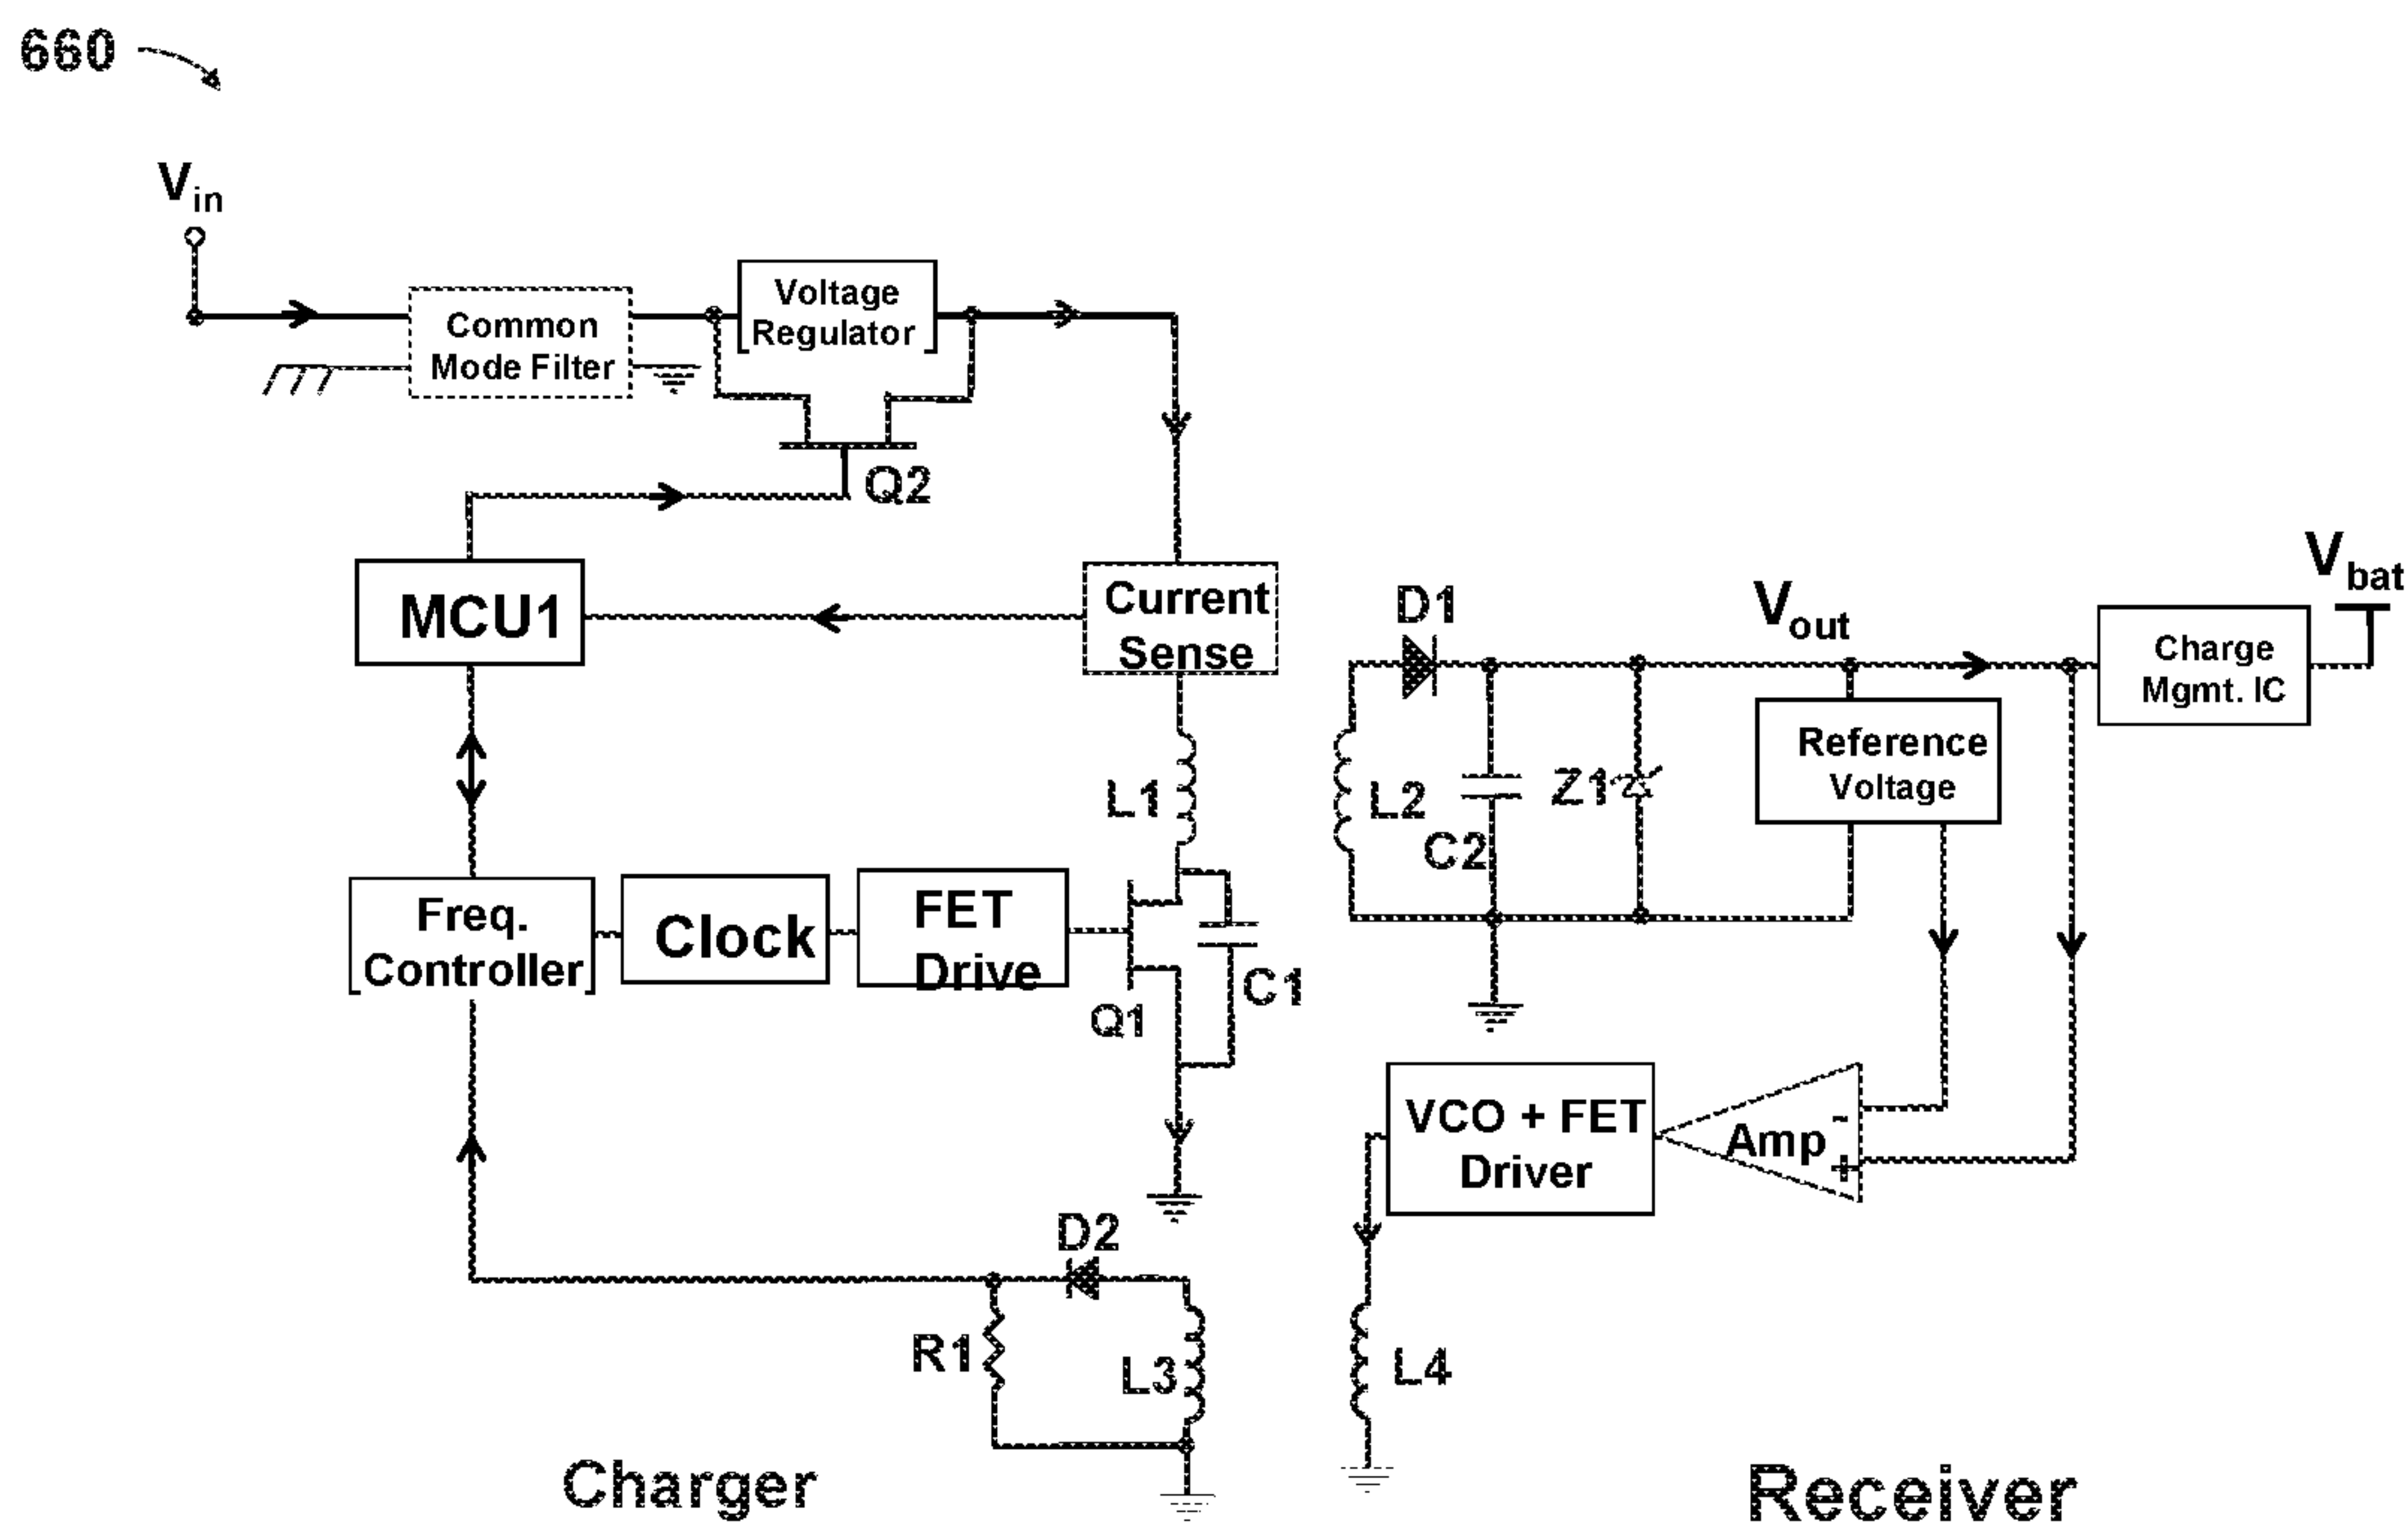 660
Vin
Common
Mode Filter
Voltage
Regulator
Q2
MCU1
Current
Sense
L1
Freq.
Controller
Clock
FET
Drive
Q1
C1
D2
R1
L3
Charger
D1
L2
C2
Z1
Vout
Reference
Voltage
Charge
Mgmt. IC
Vbat
VCO + FET
Driver
Amp
-
+
L4
Receiver